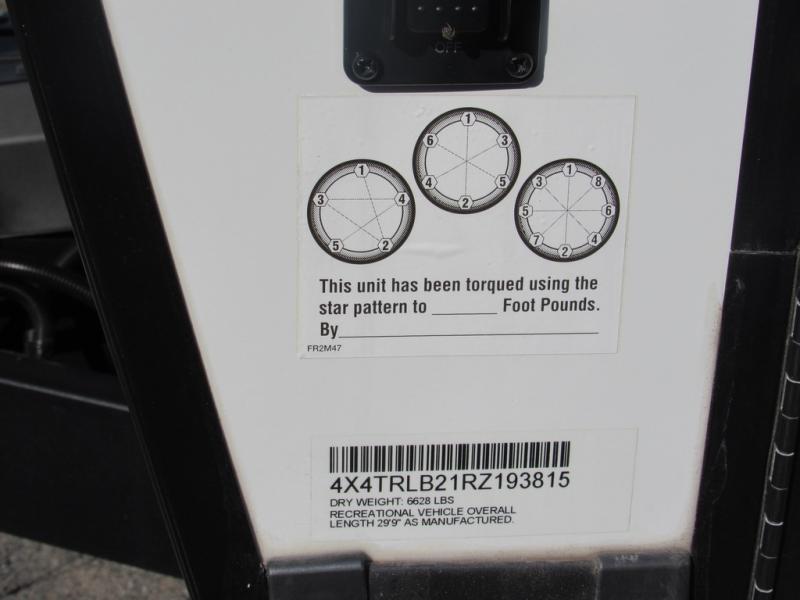 OFF
1
6 3
4 5
2
1
3 4
5 2
1
3 8
5 6
7 4
2
This unit has been torqued using the
star pattern to _______ Foot Pounds.
By____________________________
FR2M47
4X4TRLB21RZ193815
DRY WEIGHT: 6628 LBS
RECREATIONAL VEHICLE OVERALL
LENGTH 29'9" AS MANUFACTURED.